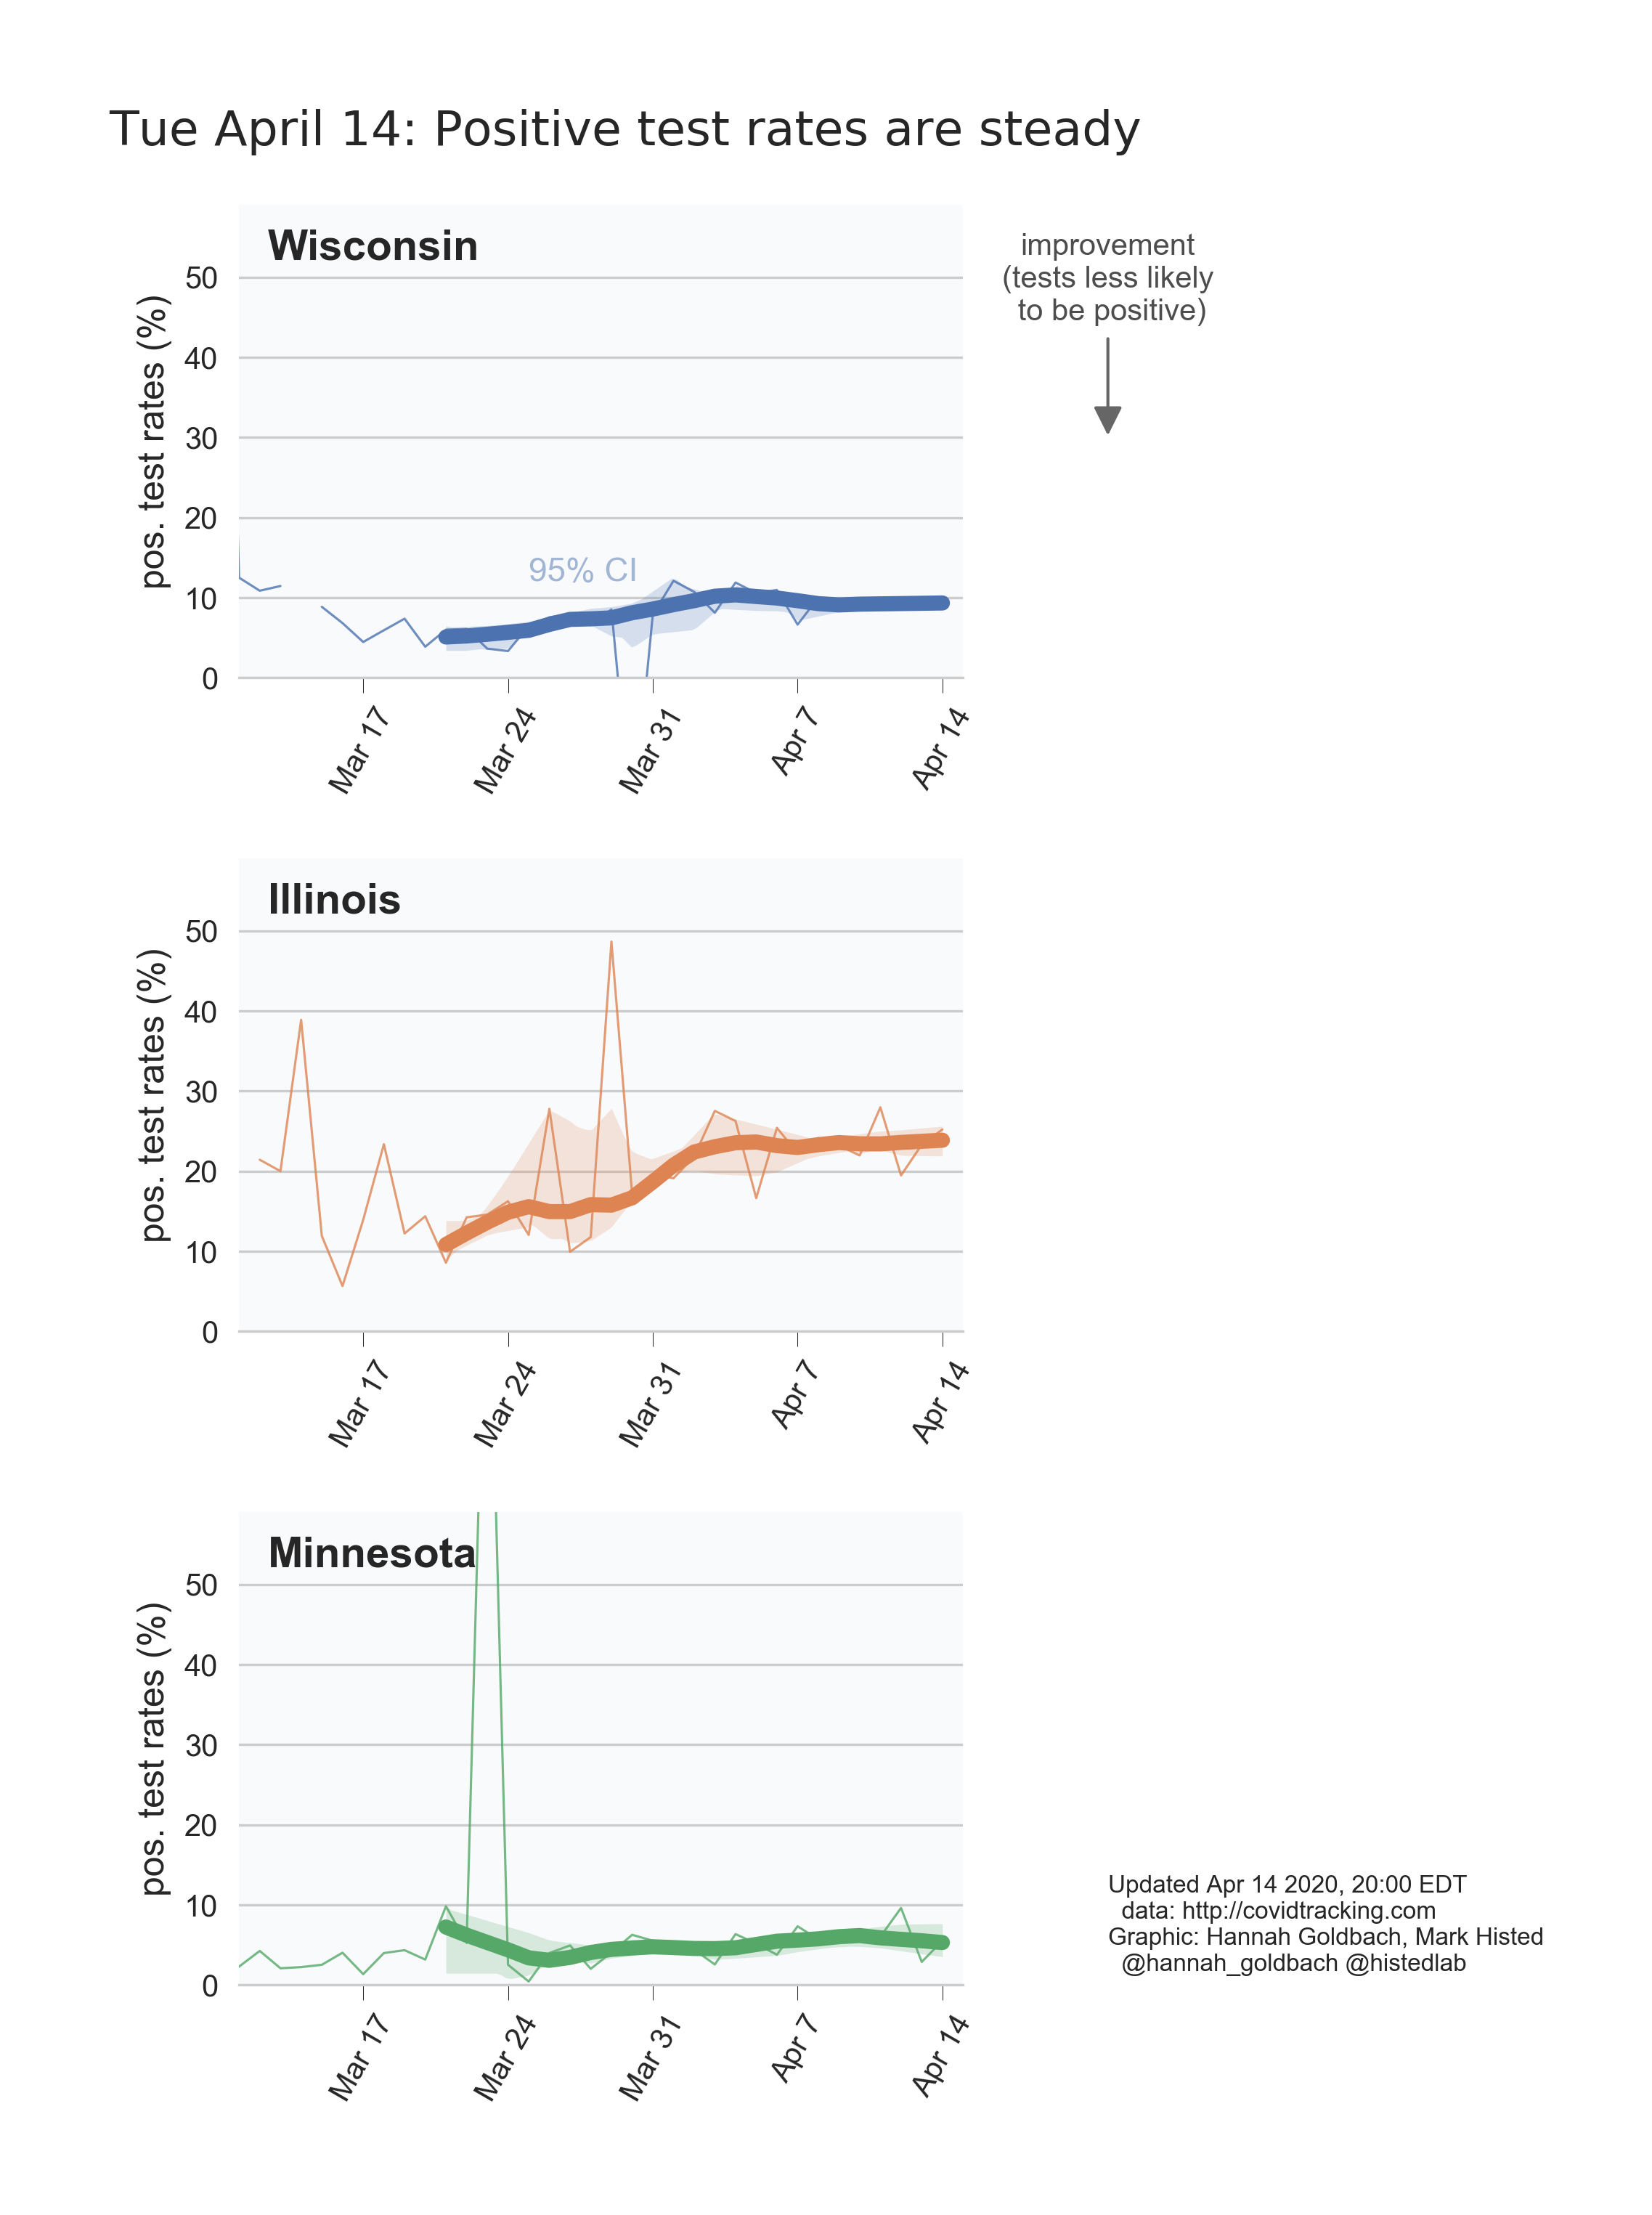 Tue April 14: Positive test rates are steady
Wisconsin
improvement
(tests less likely
to be positive)
pos. test rates (%)
50
40
30
20
10
0
95% CI
Mar 17
Mar 24
Mar 31
Apr 7
Apr 14
Illinois
pos. test rates (%)
50
40
30
20
10
0
Mar 17
Mar 24
Mar 31
Apr 7
Apr 14
Minnesota
pos. test rates (%)
50
40
30
20
10
0
Mar 17
Mar 24
Mar 31
Apr 7
Apr 14
Updated Apr 14 2020, 20:00 EDT
data: http://covidtracking.com
Graphic: Hannah Goldbach, Mark Histed
@hannah_goldbach @histedlab